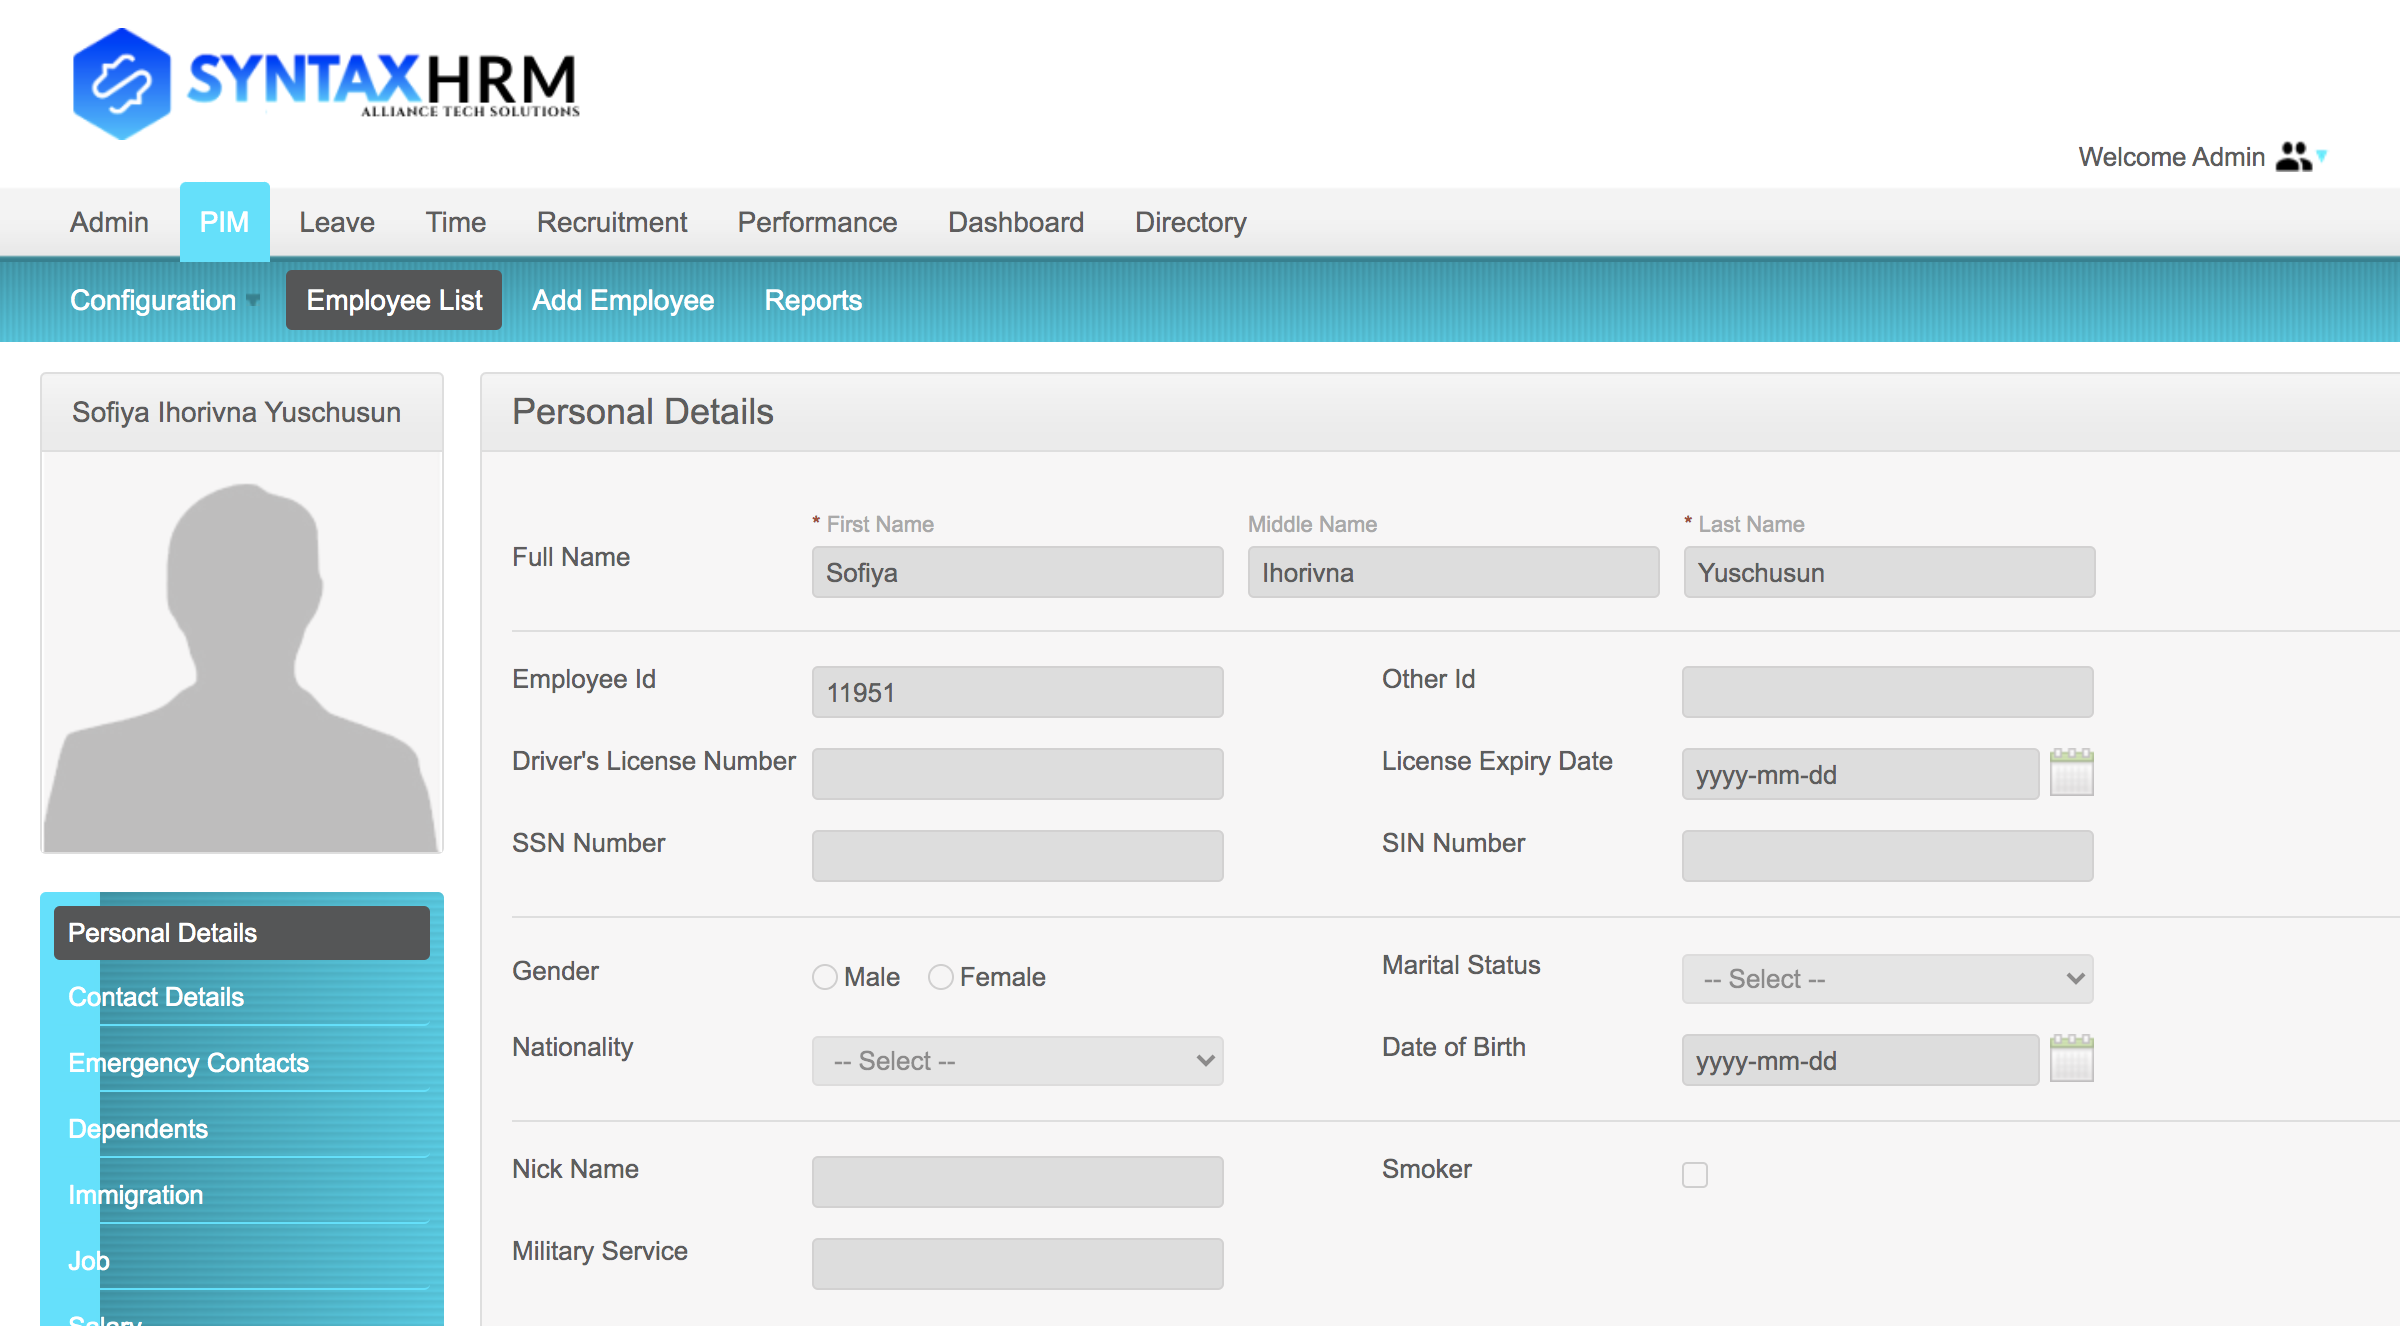 SYNTAXHRM
ALLIANCE TECH SOLUTIONS
Welcome Admin
Admin PIM Leave Time Recruitment Performance Dashboard Directory
Configuration Employee List Add Employee Reports
Sofiya Ihorivna Yuschusun
Personal Details
* First Name Middle Name * Last Name
Full Name Sofiya Ihorivna Yuschusun
Employee Id 11951 Other Id
Driver's License Number License Expiry Date yyyy-mm-dd
SSN Number SIN Number
Gender Male Female Marital Status -- Select --
Nationality -- Select -- Date of Birth yyyy-mm-dd
Nick Name Smoker
Military Service
Personal Details
Contact Details
Emergency Contacts
Dependents
Immigration
Job
Salary